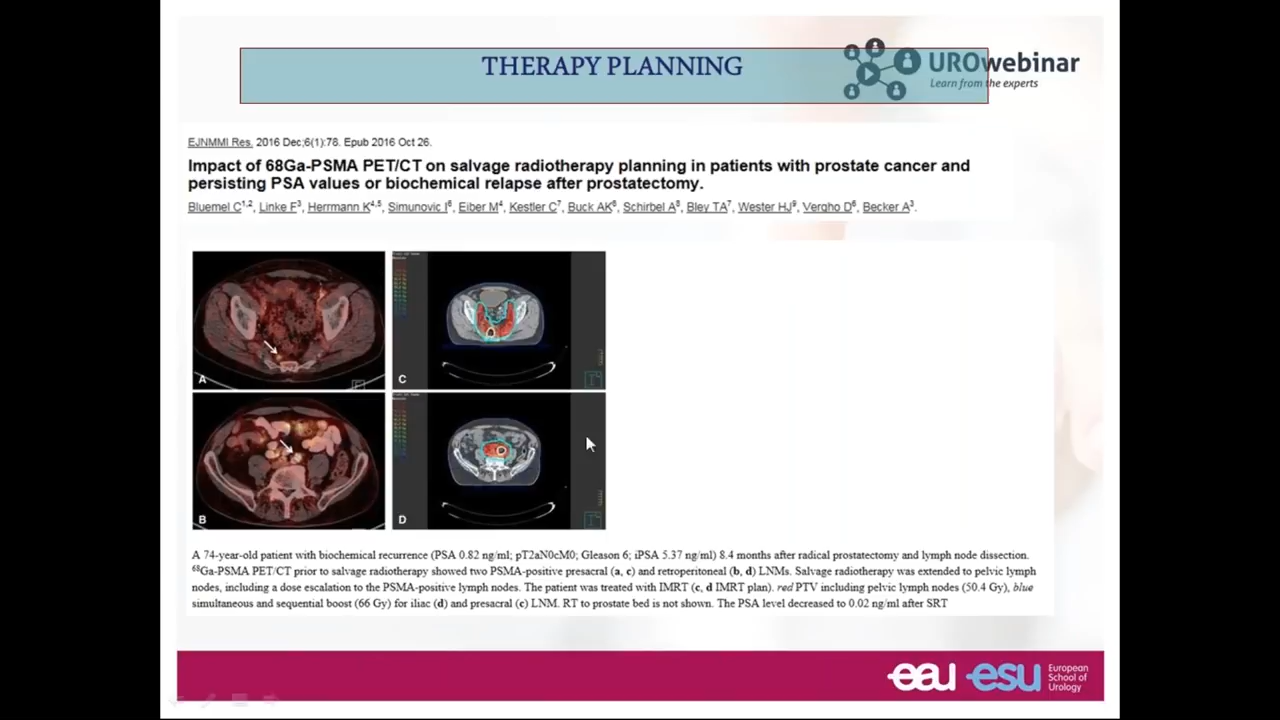 THERAPY PLANNING
UROwebinar
Learn from the experts
EJNMMI Res. 2016 Dec;6(1):78. Epub 2016 Oct 26.
Impact of 68Ga-PSMA PET/CT on salvage radiotherapy planning in patients with prostate cancer and
persisting PSA values or biochemical relapse after prostatectomy.
Bluemel C1,2, Linke F3, Herrmann K4,5, Simunovic I6, Eiber M4, Kestler C7, Buck AK8, Schirbel A8, Bley TA7, Wester HJ9, Vergho D6, Becker A3.
A
C
B
D
A 74-year-old patient with biochemical recurrence (PSA 0.82 ng/ml; pT2aN0cM0; Gleason 6; iPSA 5.37 ng/ml) 8.4 months after radical prostatectomy and lymph node dissection.
68Ga-PSMA PET/CT prior to salvage radiotherapy showed two PSMA-positive presacral (a, c) and retroperitoneal (b, d) LNMs. Salvage radiotherapy was extended to pelvic lymph
nodes, including a dose escalation to the PSMA-positive lymph nodes. The patient was treated with IMRT (c, d IMRT plan). red PTV including pelvic lymph nodes (50.4 Gy), blue
simultaneous and sequential boost (66 Gy) for iliac (d) and presacral (c) LNM. RT to prostate bed is not shown. The PSA level decreased to 0.02 ng/ml after SRT
eau esu European
School of
Urology